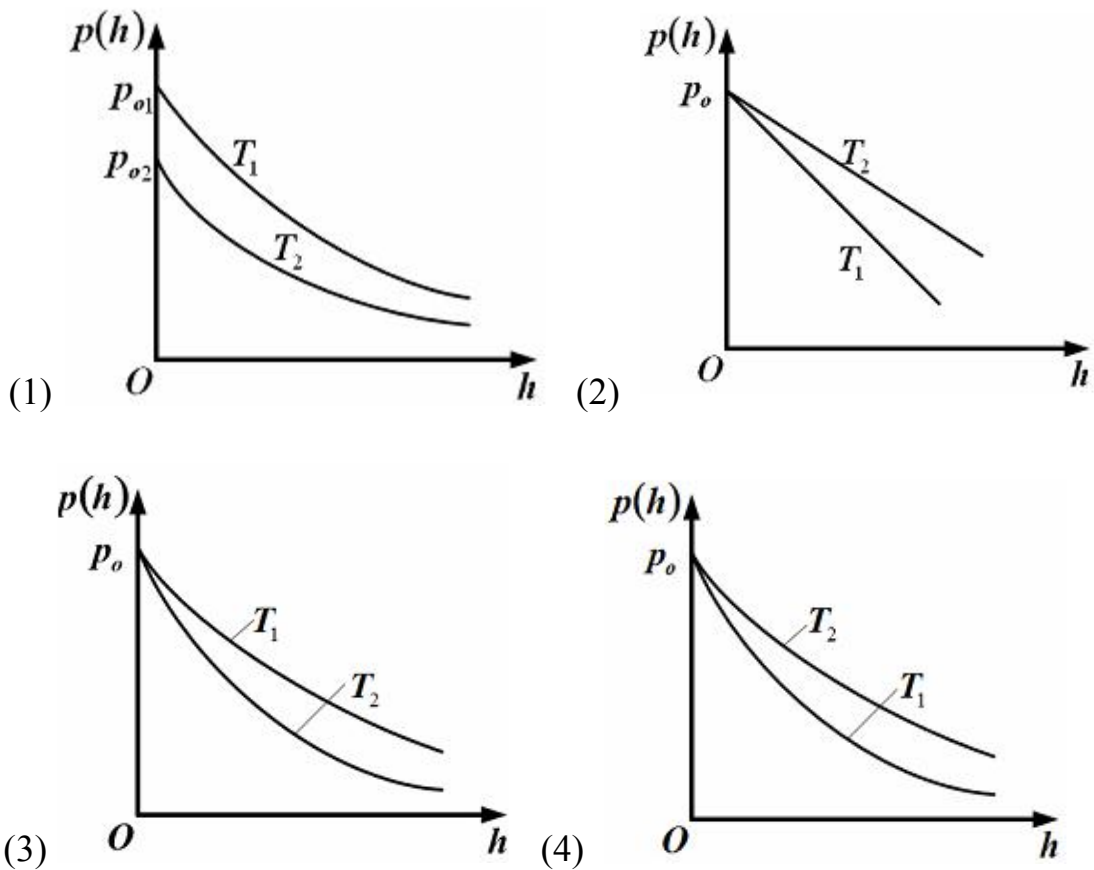 p(h)
p_{o1}
T_1
p_{o2}
T_2
O
h
(1)
p(h)
p_o
T_2
T_1
O
h
(2)
p(h)
p_o
T_1
T_2
O
h
(3)
p(h)
p_o
T_2
T_1
O
h
(4)